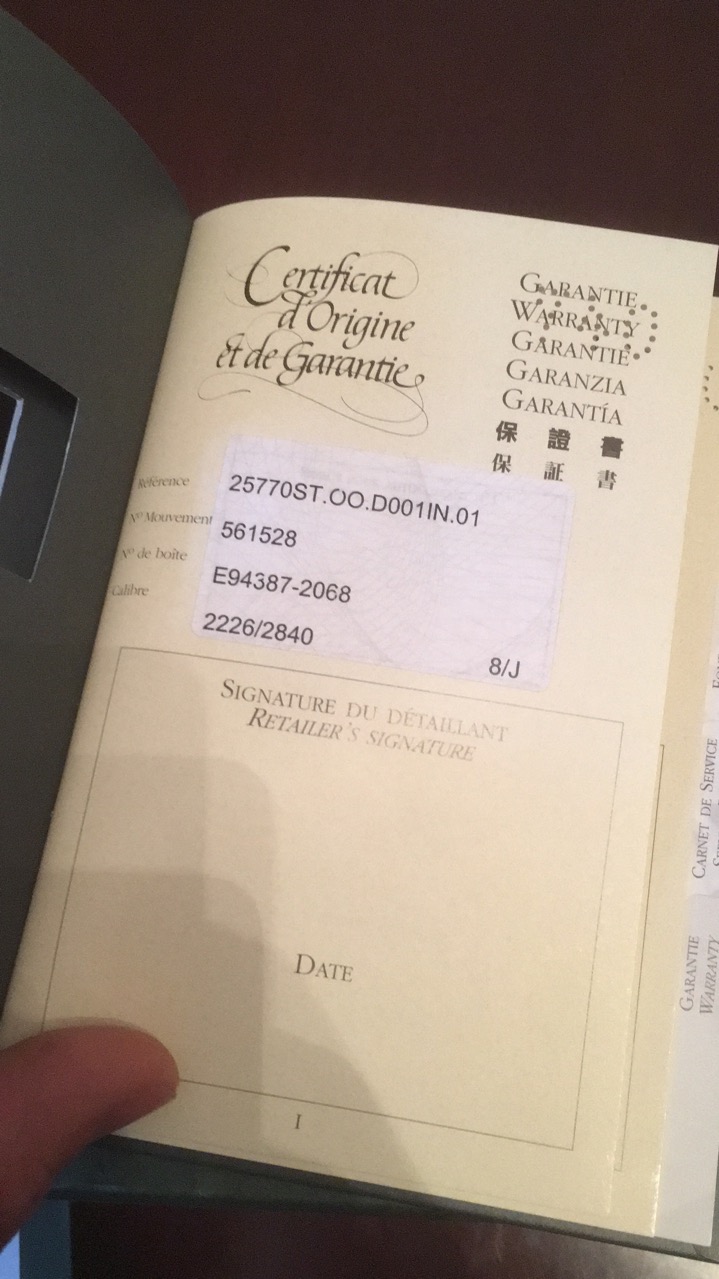 Certificat
d'Origine
et de Garantie
GARANTIE
WARRANTY
GARANTIE
GARANZIA
GARANTÍA
保證書
保証書
Référence 25770ST.OO.D001IN.01
No Mouvement 561528
No de boîte E94387-2068
Calibre 2226/2840
8/J
SIGNATURE DU DÉTAILLANT
RETAILER'S SIGNATURE
DATE
I
CARNET DE SERVICE
GARANTIE
WARRANTY